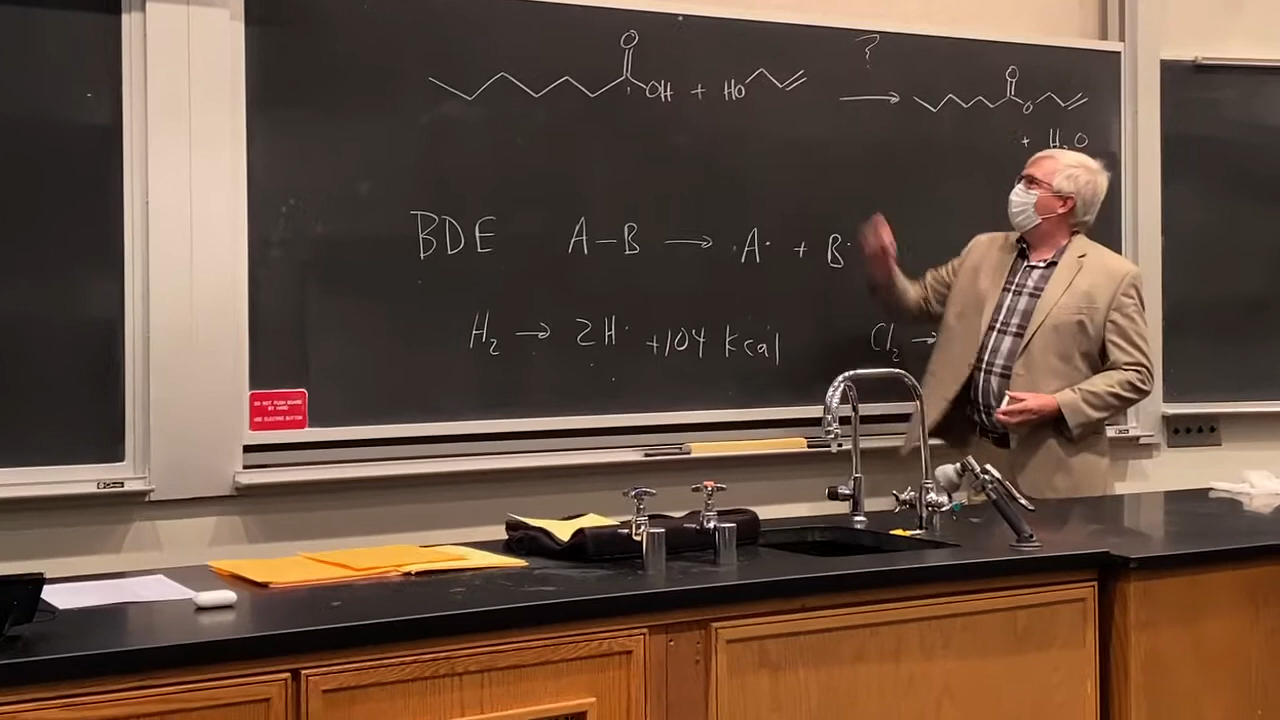 ?
O
OH + HO → O
O
+ H₂O
BDE A–B → ·A· + B·
H₂ → 2H· +104 Kcal Cl₂ →
DO NOT PUSH BOARD
BY HAND
USE ELECTRIC BUTTON